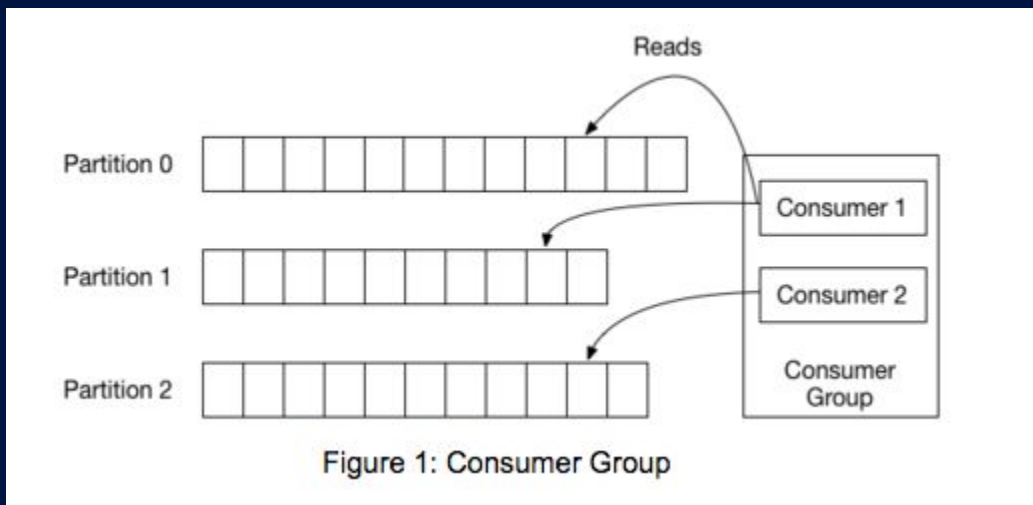 Reads
Partition 0
Consumer 1
Partition 1
Consumer 2
Partition 2
Consumer
Group
Figure 1: Consumer Group